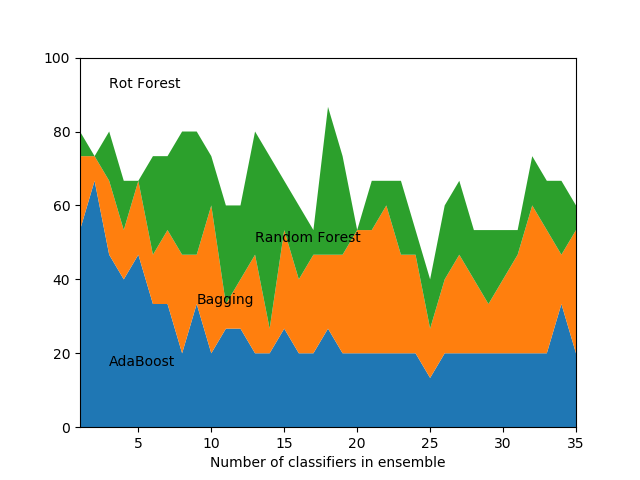 100
Rot Forest
80
60
Random Forest
40
Bagging
20
AdaBoost
0
5 10 15 20 25 30 35
Number of classifiers in ensemble